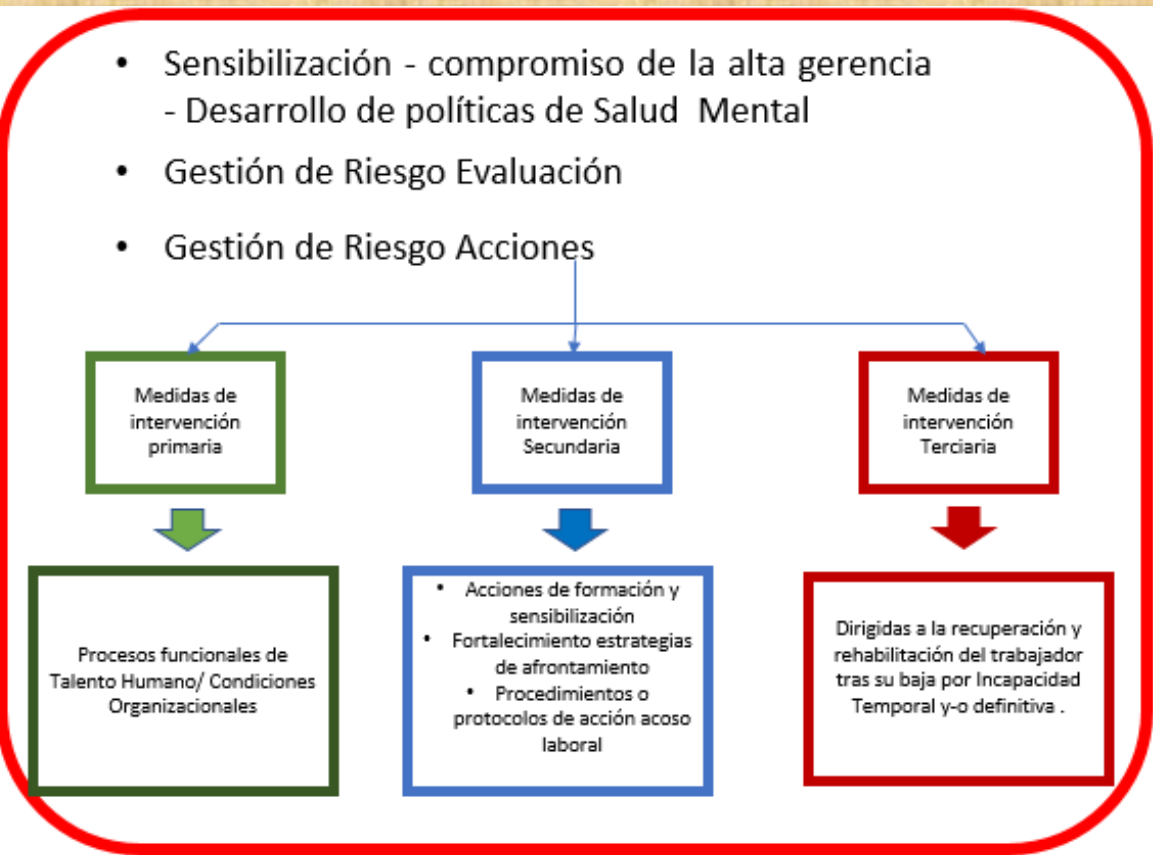 • Sensibilización - compromiso de la alta gerencia
- Desarrollo de políticas de Salud Mental
• Gestión de Riesgo Evaluación
• Gestión de Riesgo Acciones
Medidas de
intervención
primaria
Medidas de
intervención
Secundaria
Medidas de
intervención
Terciaria
Procesos funcionales de
Talento Humano/ Condiciones
Organizacionales
• Acciones de formación y
sensibilización
• Fortalecimiento estrategias
de afrontamiento
• Procedimientos o
protocolos de acción acoso
laboral
Dirigidas a la recuperación y
rehabilitación del trabajador
tras su baja por Incapacidad
Temporal y-o definitiva .